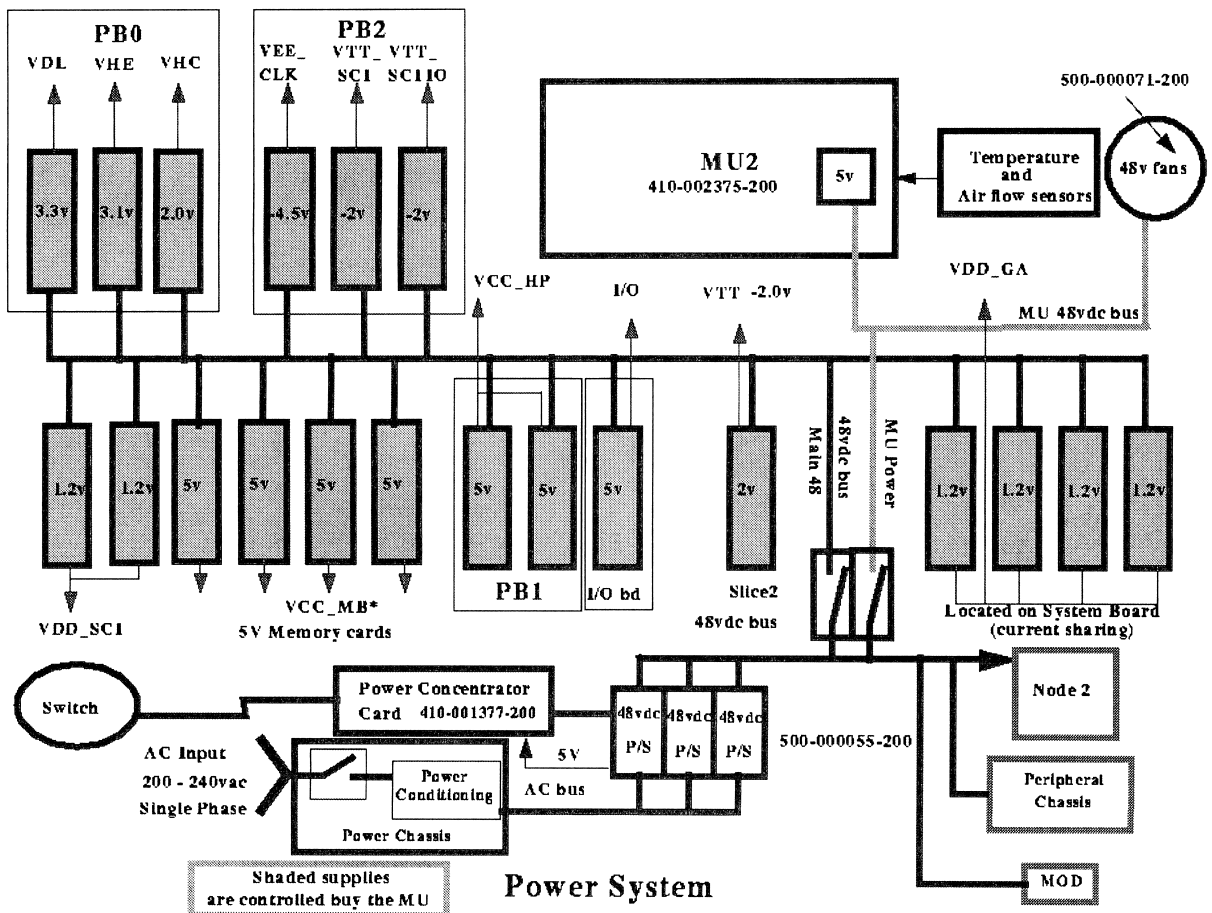 PB0
VDL VHE VHC
3.3v 3.1v 2.0v
PB2
VEE_ VTT_ VTT_
CLK SCI SCI IO
-4.5v -2v -2v
MU2
410-002375-200
5v
Temperature
and
Air flow sensors
500-000071-200
48v fans
VCC_HP
I/O
VTT -2.0v
VDD_GA
MU 48vdc bus
1.2v 1.2v 5v 5v 5v 5v
VDD_SCI
VCC_MB*
5V Memory cards
5v 5v
PB1
5v
I/O bd
2v
Slice2
48vdc bus
Main 48
48vdc bus
MU Power
1.2v 1.2v 1.2v 1.2v
Located on System Board
(current sharing)
Switch
Power Concentrator
Card 410-001377-200
48vdc 48vdc 48vdc
P/S P/S P/S
500-000055-200
Node 2
AC Input
200 - 240vac
Single Phase
5V
AC bus
Power
Conditioning
Power Chassis
Peripheral
Chassis
MOD
Shaded supplies
are controlled buy the MU
Power System